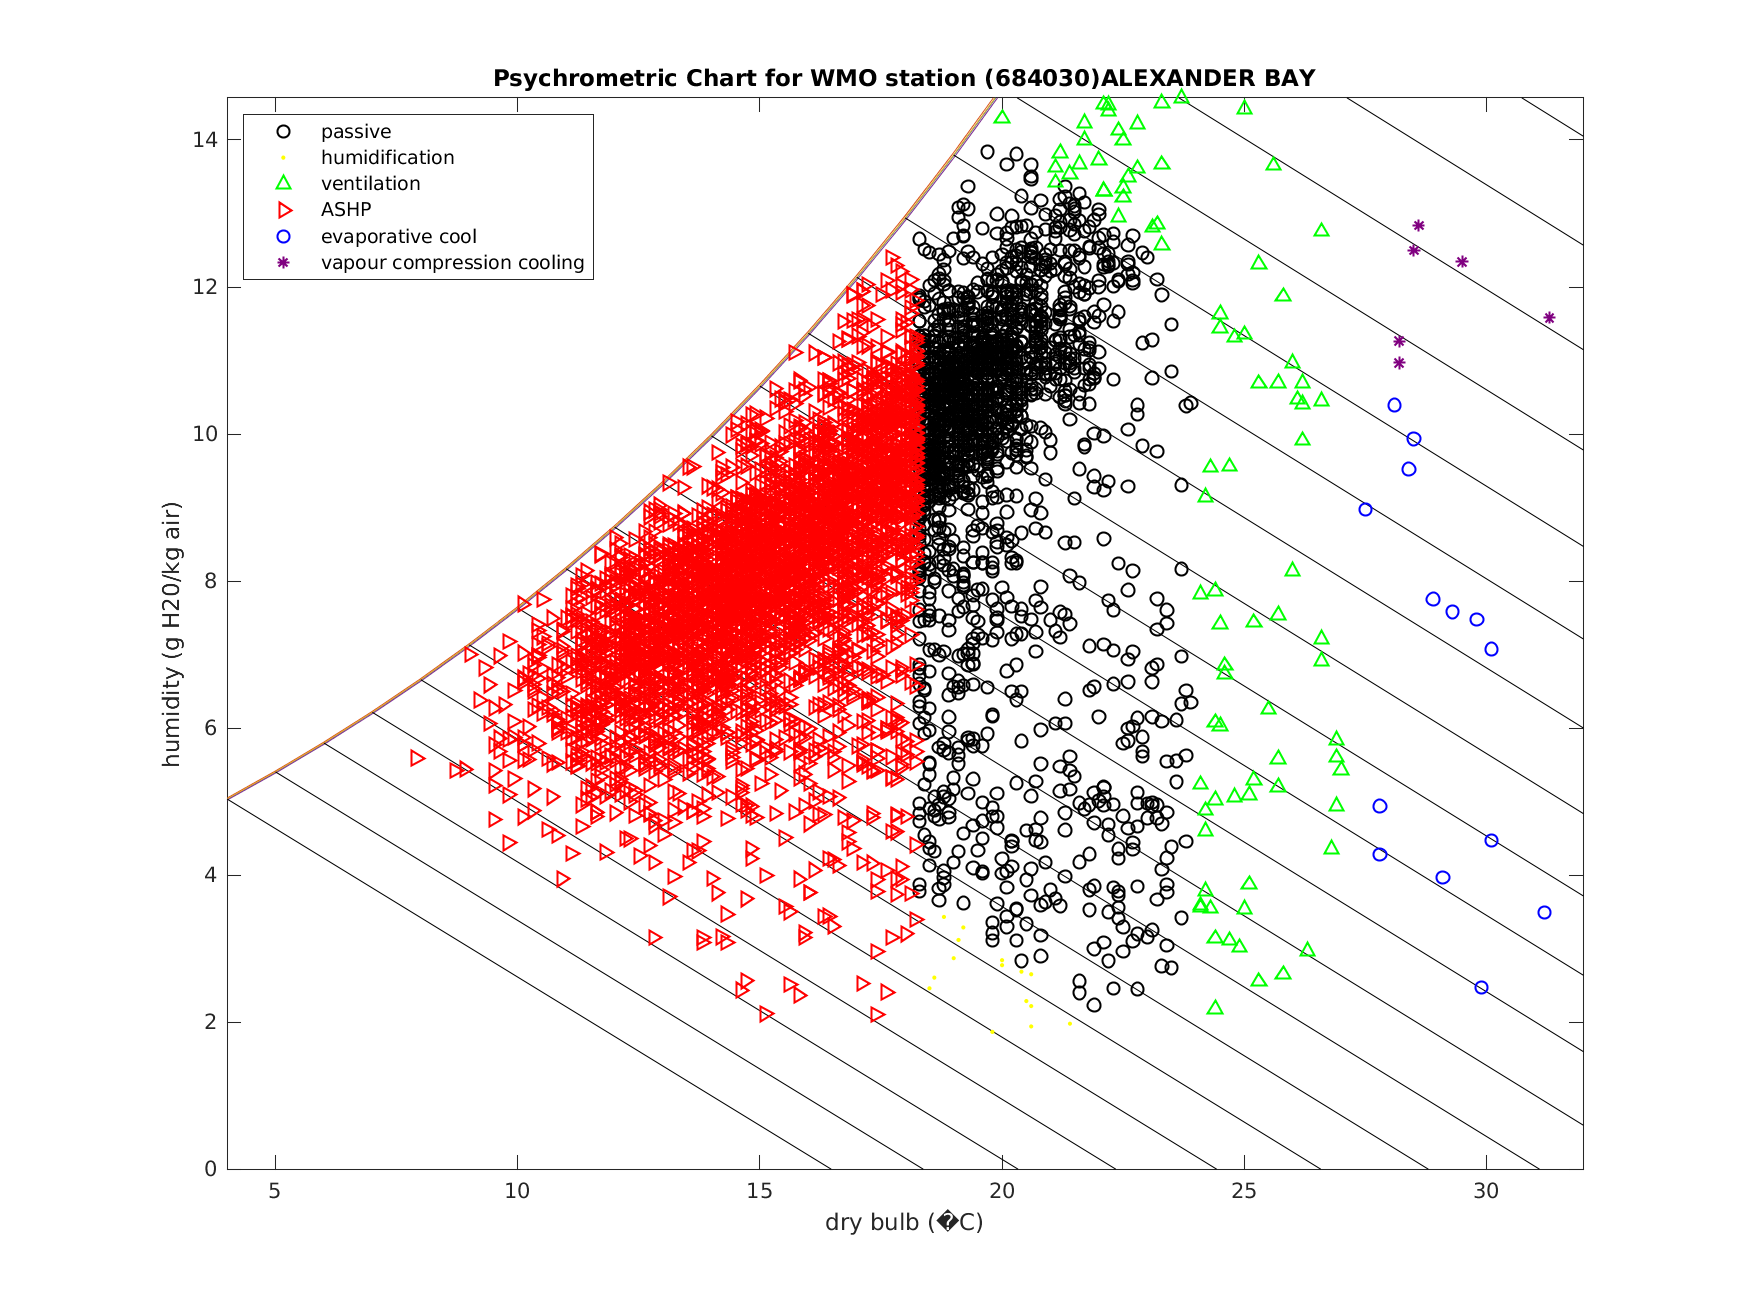 Psychrometric Chart for WMO station (684030)ALEXANDER BAY
passive
humidification
ventilation
ASHP
evaporative cool
vapour compression cooling
14
12
10
8
6
4
2
0
humidity (g H20/kg air)
5
10
15
20
25
30
dry bulb (�C)